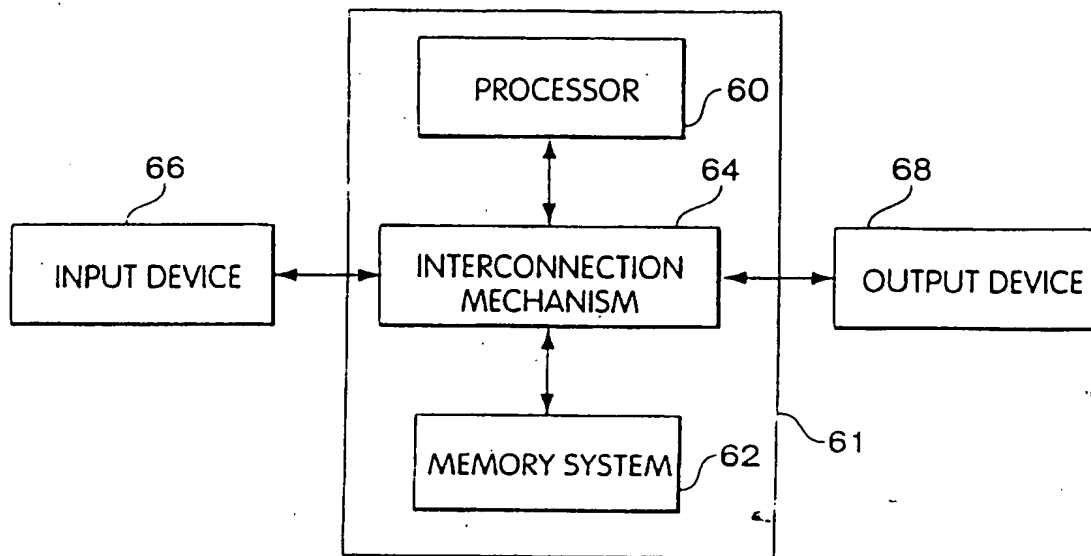 PROCESSOR
60
66
64
68
INPUT DEVICE
INTERCONNECTION
MECHANISM
OUTPUT DEVICE
61
MEMORY SYSTEM
62